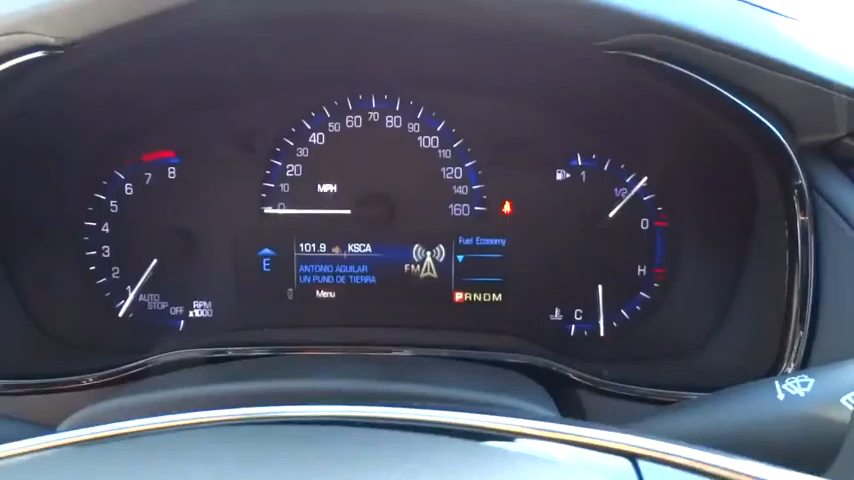 10 20 30 40 50 60 70 80 90 100 110 120 140 160
MPH
1 2 3 4 5 6 7 8
AUTO
STOP
OFF
RPM
x1000
101.9 KSCA
ANTONIO AGUILAR
UN PUNO DE TIERRA
Menu
E
FM
Fuel Economy
PRNDM
1 1/2 0
C H